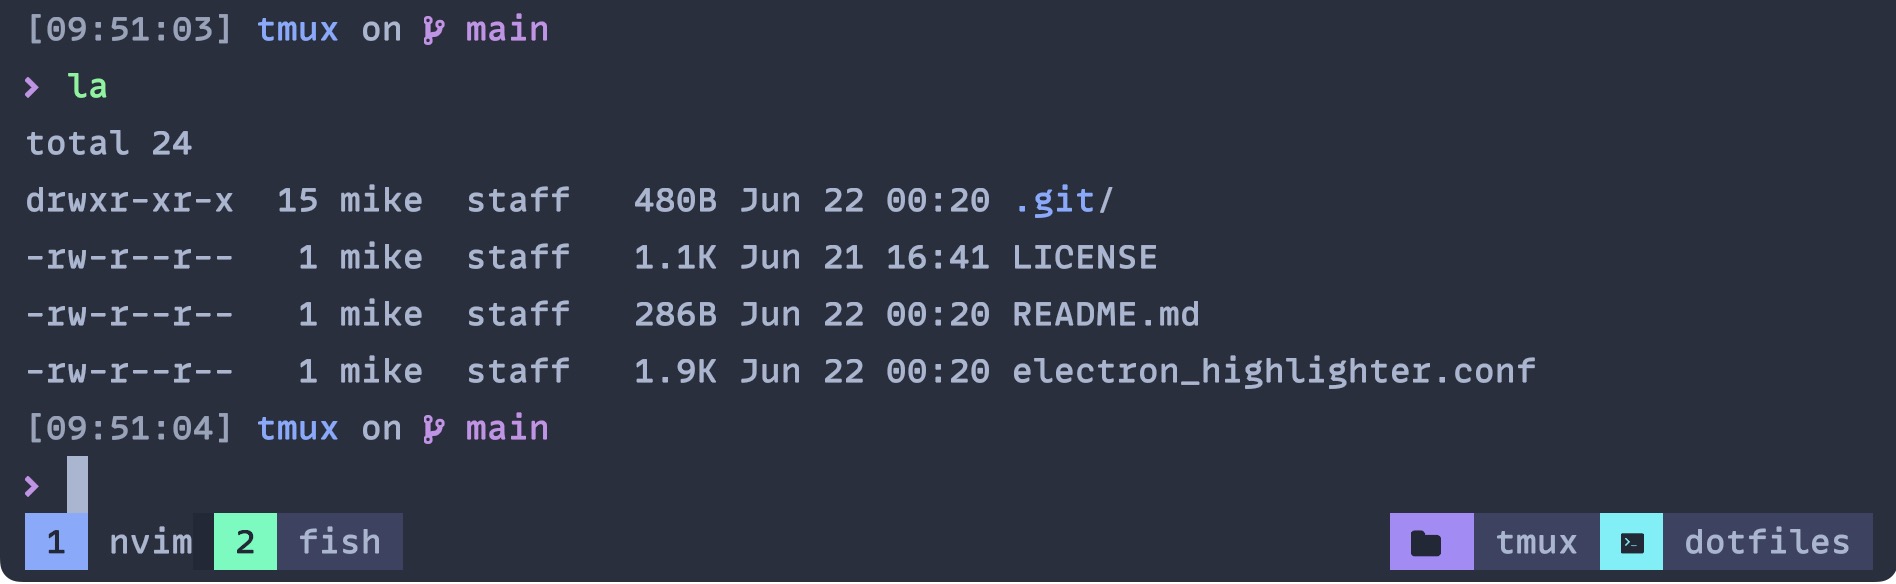 [09:51:03] tmux on main
❯ la
total 24
drwxr-xr-x  15 mike  staff   480B Jun 22 00:20 .git/
-rw-r--r--   1 mike  staff   1.1K Jun 21 16:41 LICENSE
-rw-r--r--   1 mike  staff   286B Jun 22 00:20 README.md
-rw-r--r--   1 mike  staff   1.9K Jun 22 00:20 electron_highlighter.conf
[09:51:04] tmux on main
❯
1 nvim 2 fish tmux dotfiles